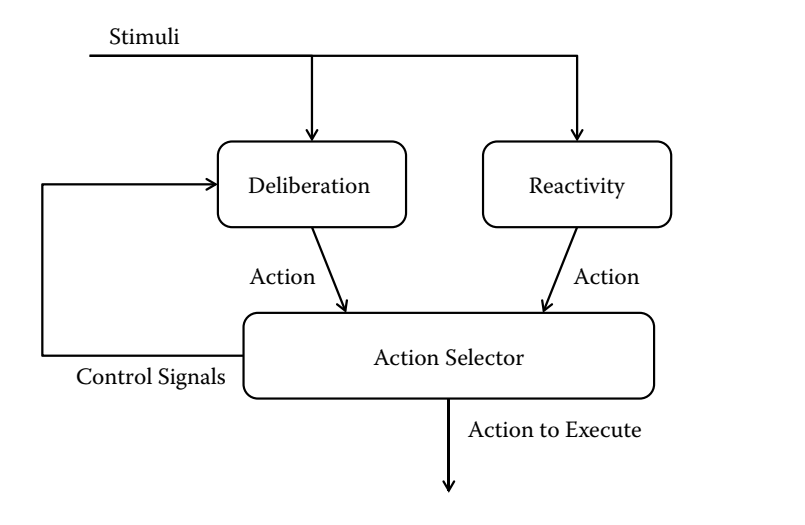 Stimuli
Deliberation
Reactivity
Action
Action
Action Selector
Control Signals
Action to Execute